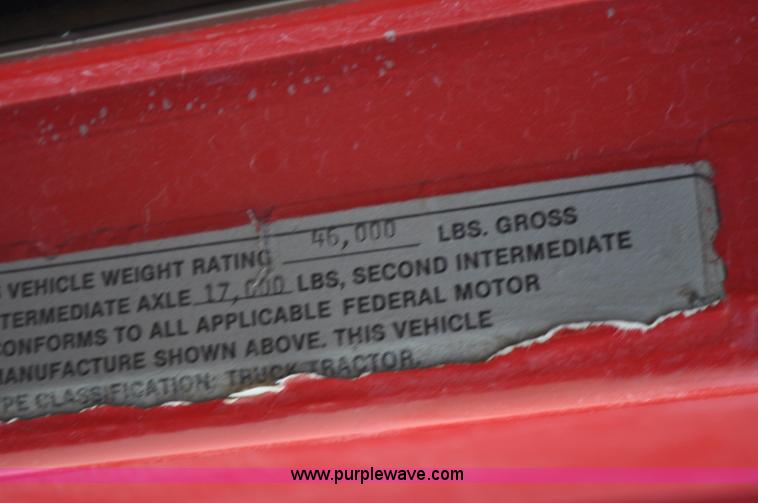 VEHICLE WEIGHT RATING 46,000 LBS. GROSS
TERMEDIATE AXLE 17,000 LBS, SECOND INTERMEDIATE
CONFORMS TO ALL APPLICABLE FEDERAL MOTOR
MANUFACTURE SHOWN ABOVE. THIS VEHICLE
PE CLASSIFICATION: TRUCK TRACTOR.
www.purplewave.com